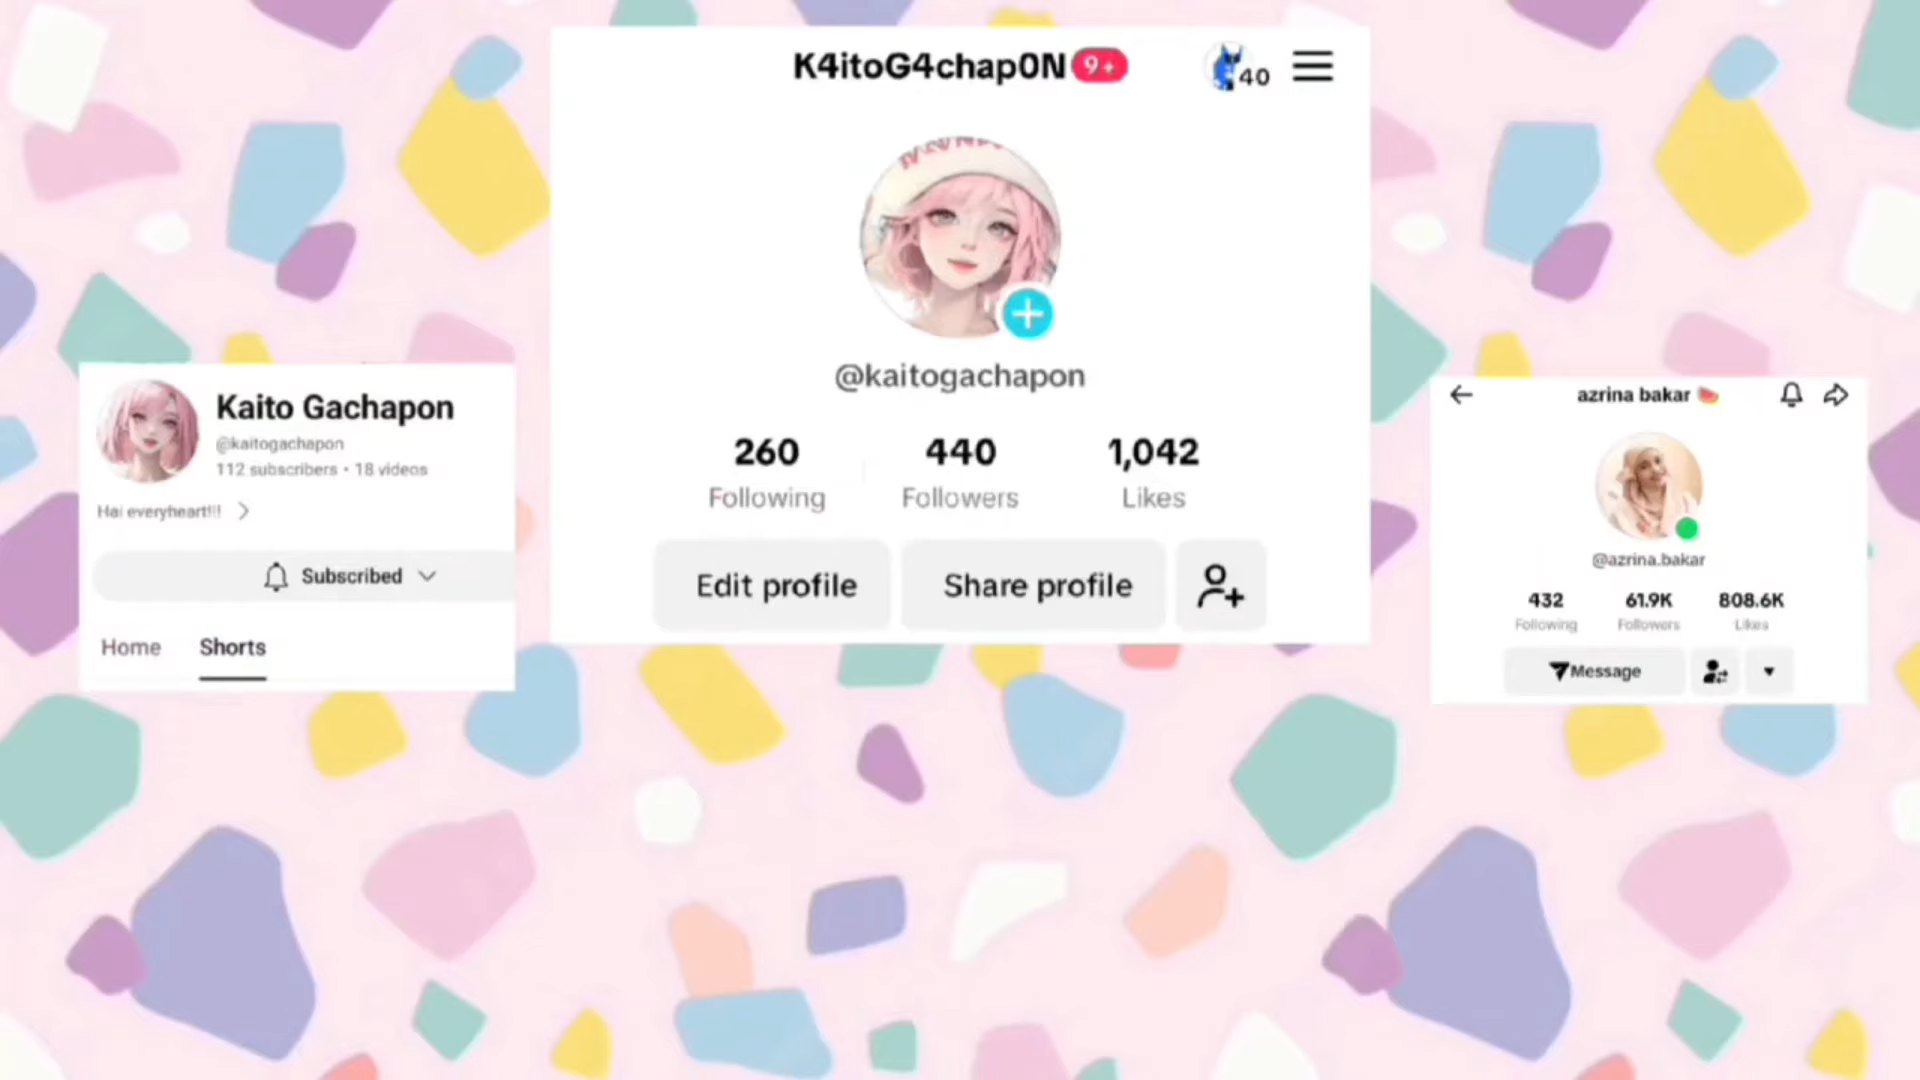 K4itoG4chap0N 9+
40
@kaitogachapon
260 440 1,042
Following Followers Likes
Edit profile Share profile
Kaito Gachapon
@kaitogachapon
112 subscribers • 18 videos
Hai everyheart!!!
Subscribed
Home Shorts
azrina bakar
@azrina.bakar
432 61.9K 808.6K
Following Followers Likes
Message